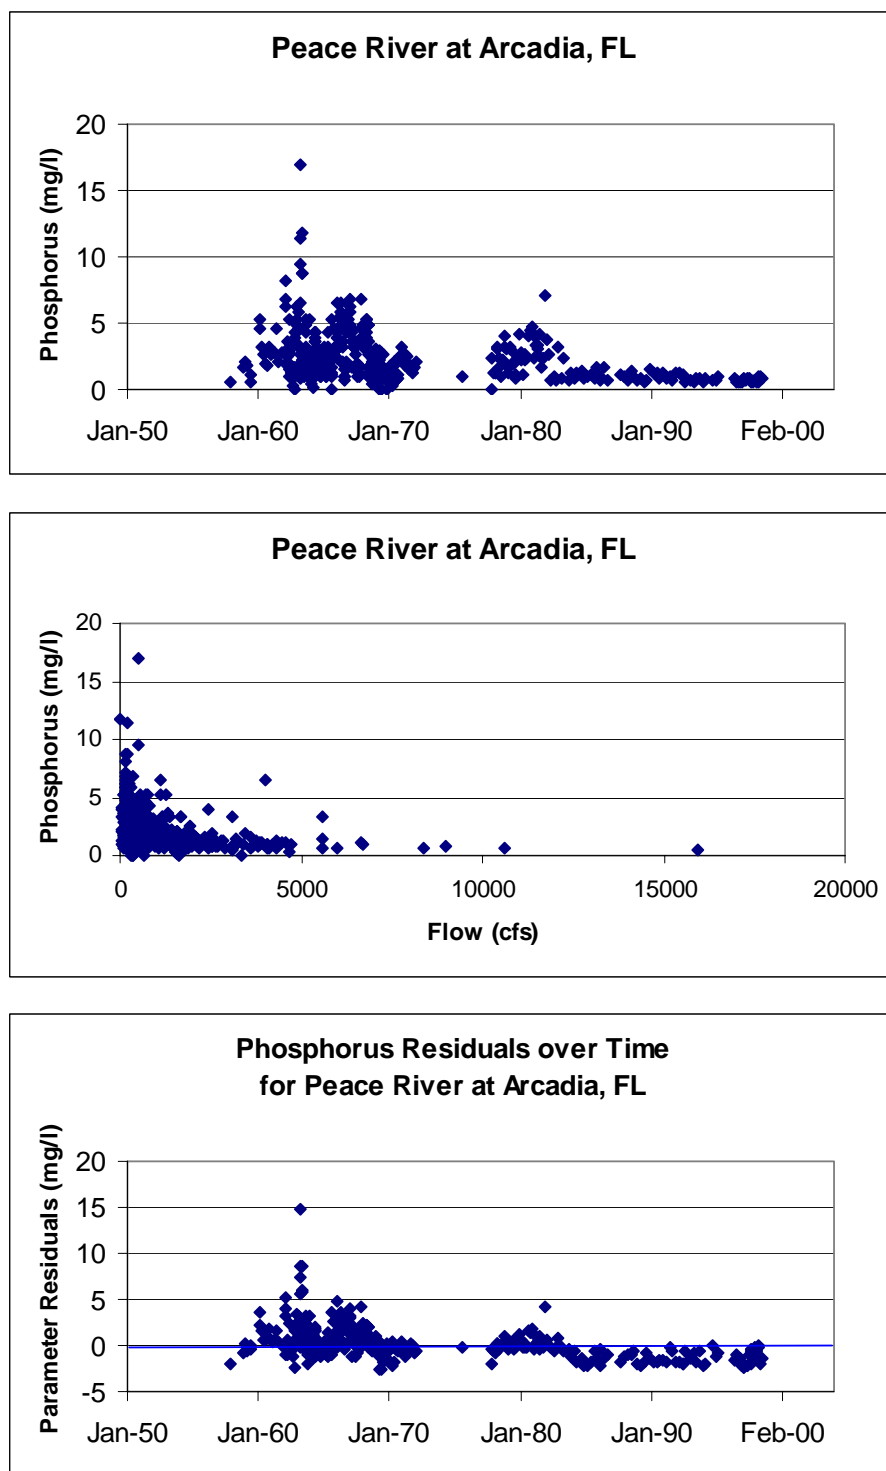 Peace River at Arcadia, FL
Phosphorus (mg/l)
20
15
10
5
0
Jan-50 Jan-60 Jan-70 Jan-80 Jan-90 Feb-00
Peace River at Arcadia, FL
Phosphorus (mg/l)
20
15
10
5
0
0 5000 10000 15000 20000
Flow (cfs)
Phosphorus Residuals over Time
for Peace River at Arcadia, FL
Parameter Residuals (mg/l)
20
15
10
5
0
-5
Jan-50 Jan-60 Jan-70 Jan-80 Jan-90 Feb-00